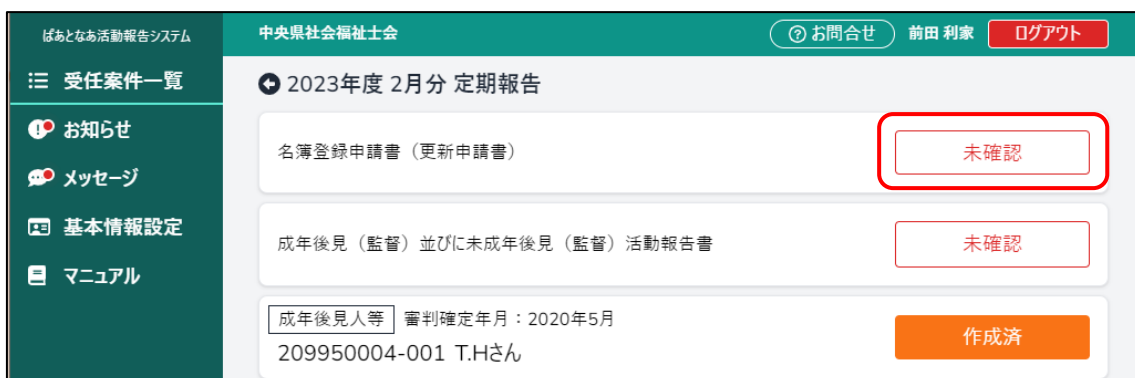 ぱあとなあ活動報告システム
中央県社会福祉士会
お問合せ
前田 利家
ログアウト
受任案件一覧
お知らせ
メッセージ
基本情報設定
マニュアル
2023年度 2月分 定期報告
名簿登録申請書（更新申請書）
未確認
成年後見（監督）並びに未成年後見（監督）活動報告書
未確認
成年後見人等 審判確定年月：2020年5月
209950004-001 T.Hさん
作成済